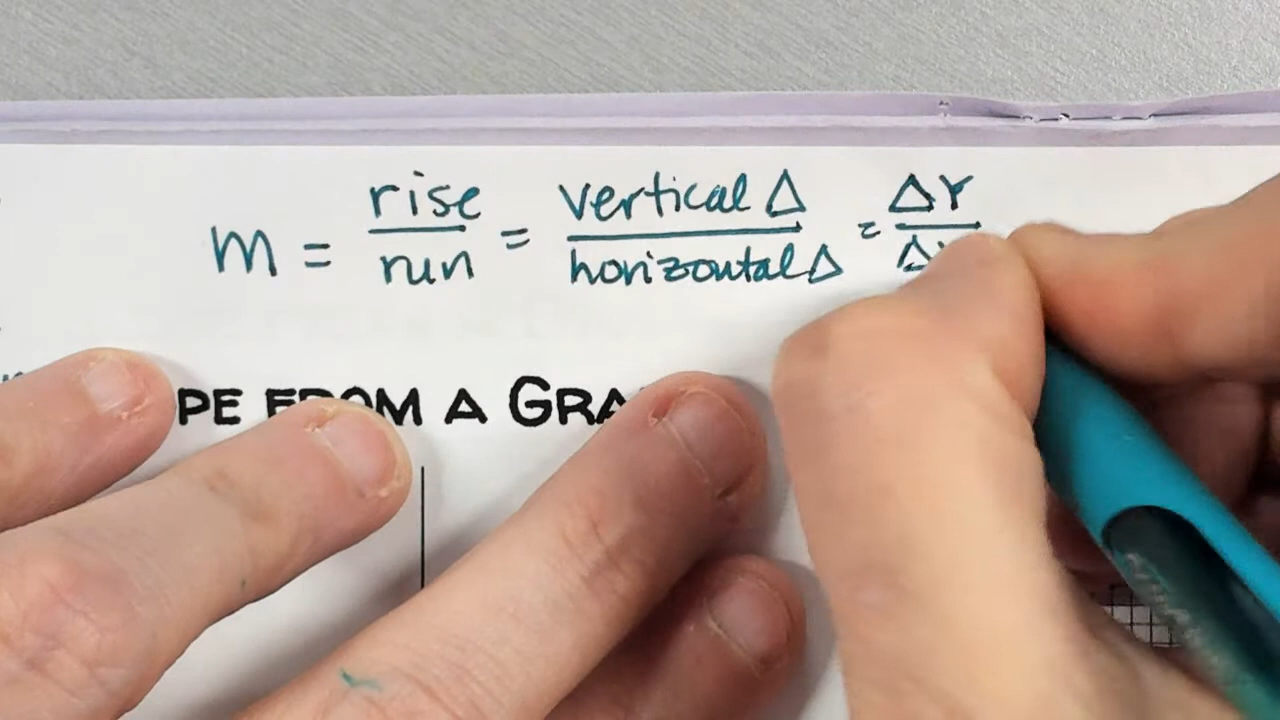 m = rise/run = vertical Δ/horizontal Δ = ΔY/Δ
PE FROM A GRA